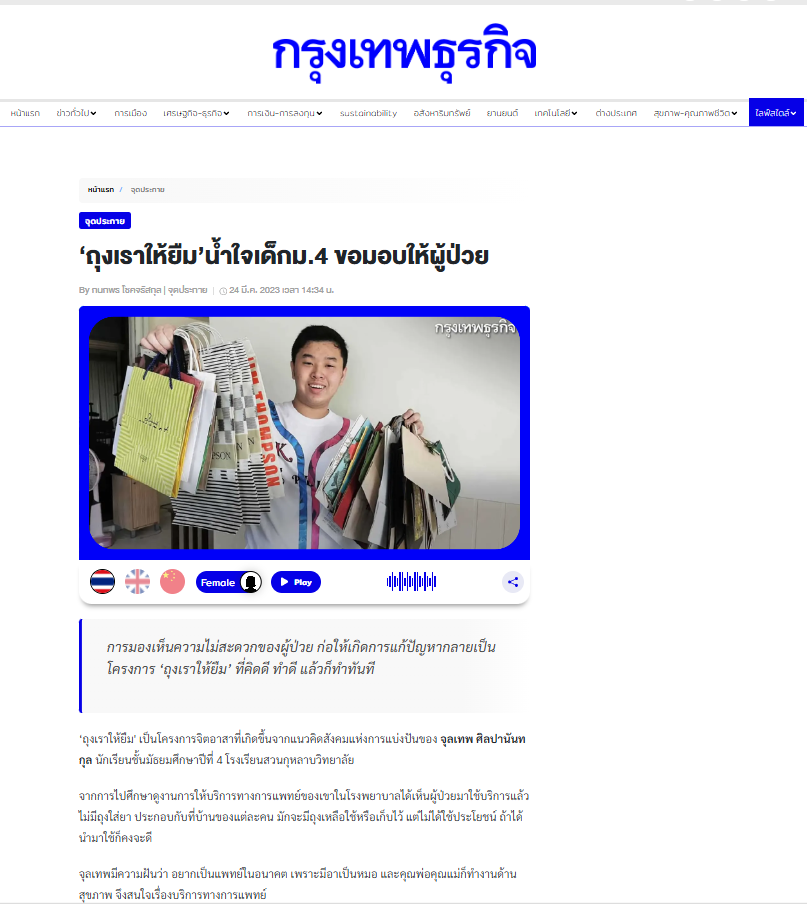 กรุงเทพธุรกิจ
หน้าแรก ข่าวทั่วไป การเมือง เศรษฐกิจ-ธุรกิจ การเงิน-การลงทุน sustainability อสังหาริมทรัพย์ ยานยนต์ เทคโนโลยี ต่างประเทศ สุขภาพ-คุณภาพชีวิต ไลฟ์สไตล์
หน้าแรก / จุดประกาย
จุดประกาย
‘ถุงเราให้ยืม’น้ำใจเด็กม.4 ขอมอบให้ผู้ป่วย
By ทนทพร โชคจรัสกุล | จุดประกาย | 24 มี.ค. 2023 เวลา 14:34 น.
กรุงเทพธุรกิจ
JIM THOMPSON
PSON
Female Play
การมองเห็นความไม่สะดวกของผู้ป่วย ก่อให้เกิดการแก้ปัญหากลายเป็น
โครงการ ‘ถุงเราให้ยืม’ ที่คิดดี ทำดี แล้วก็ทำทันที
‘ถุงเราให้ยืม’ เป็นโครงการจิตอาสาที่เกิดขึ้นจากแนวคิดสังคมแห่งการแบ่งปันของ จุลเทพ ศิลปานันท
กุล นักเรียนชั้นมัธยมศึกษาปีที่ 4 โรงเรียนสวนกุหลาบวิทยาลัย
จากการไปศึกษาดูงานการให้บริการทางการแพทย์ของเขาในโรงพยาบาลได้เห็นผู้ป่วยมาใช้บริการแล้ว
ไม่มีถุงใส่ยา ประกอบกับที่บ้านของแต่ละคน มักจะมีถุงเหลือใช้หรือเก็บไว้ แต่ไม่ได้ใช้ประโยชน์ ถ้าได้
นำมาใช้ก็คงจะดี
จุลเทพมีความฝันว่า อยากเป็นแพทย์ในอนาคต เพราะมีอาเป็นหมอ และคุณพ่อคุณแม่ก็ทำงานด้าน
สุขภาพ จึงสนใจเรื่องบริการทางการแพทย์